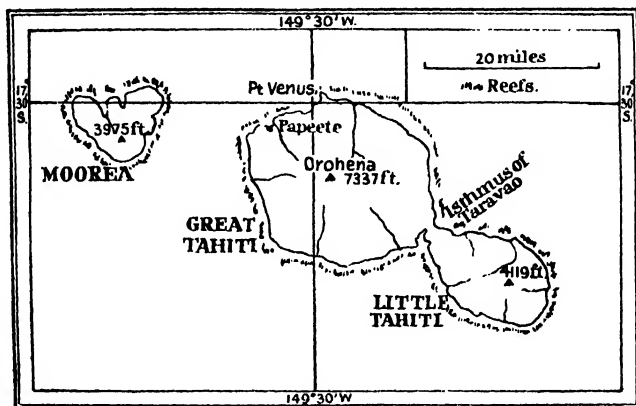 149°30'W.
20 miles
Reefs.
17°
30
S.
17°
30
S.
Pt Venus
Papeete
3975ft.
MOOREA
Orohena
7337ft.
Isthmus of
Taravao
GREAT
TAHITI
4119ft
LITTLE
TAHITI
149°30'W